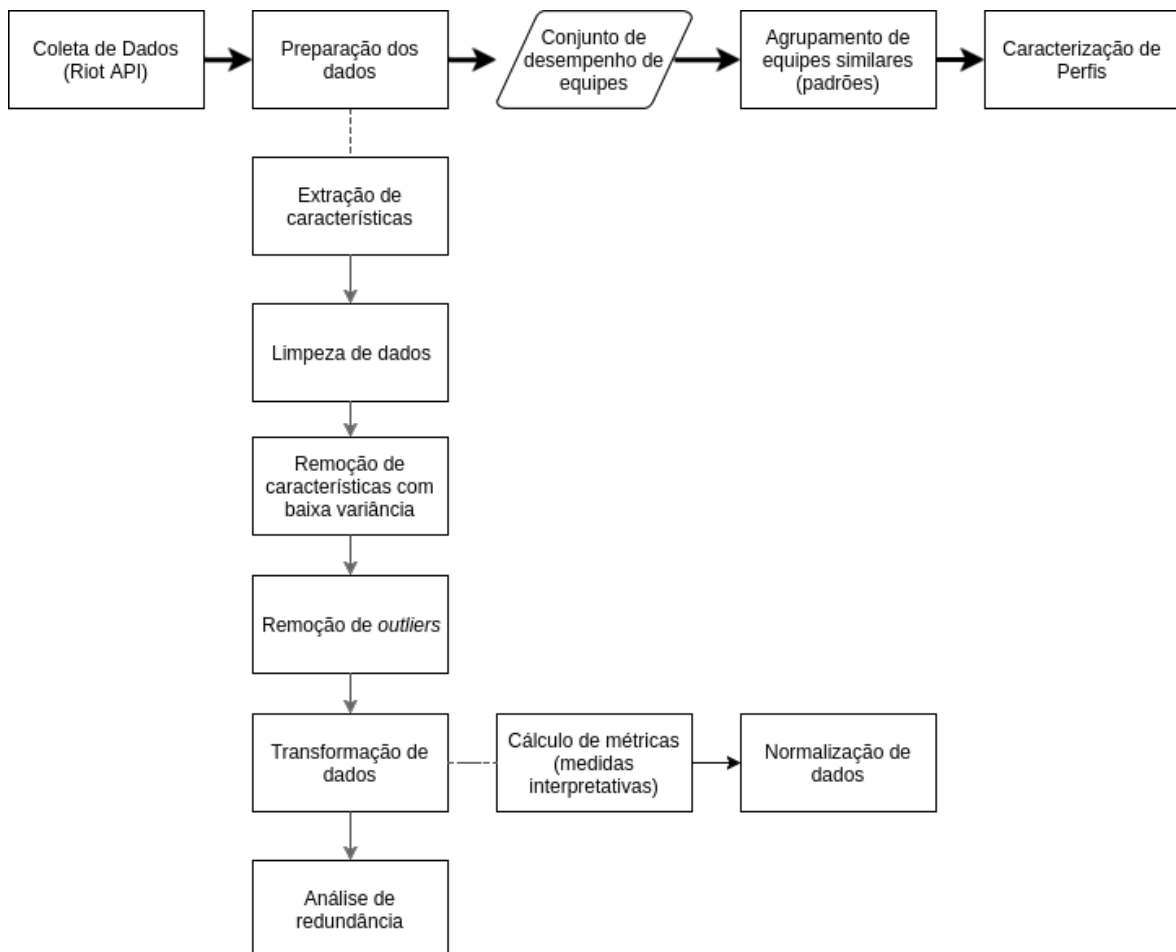 Coleta de Dados
(Riot API)
Preparação dos
dados
Conjunto de
desempenho de
equipes
Agrupamento de
equipes similares
(padrões)
Caracterização de
Perfis
Extração de
características
Limpeza de dados
Remoção de
características com
baixa variância
Remoção de outliers
Transformação de
dados
Cálculo de métricas
(medidas
interpretativas)
Normalização de
dados
Análise de
redundância